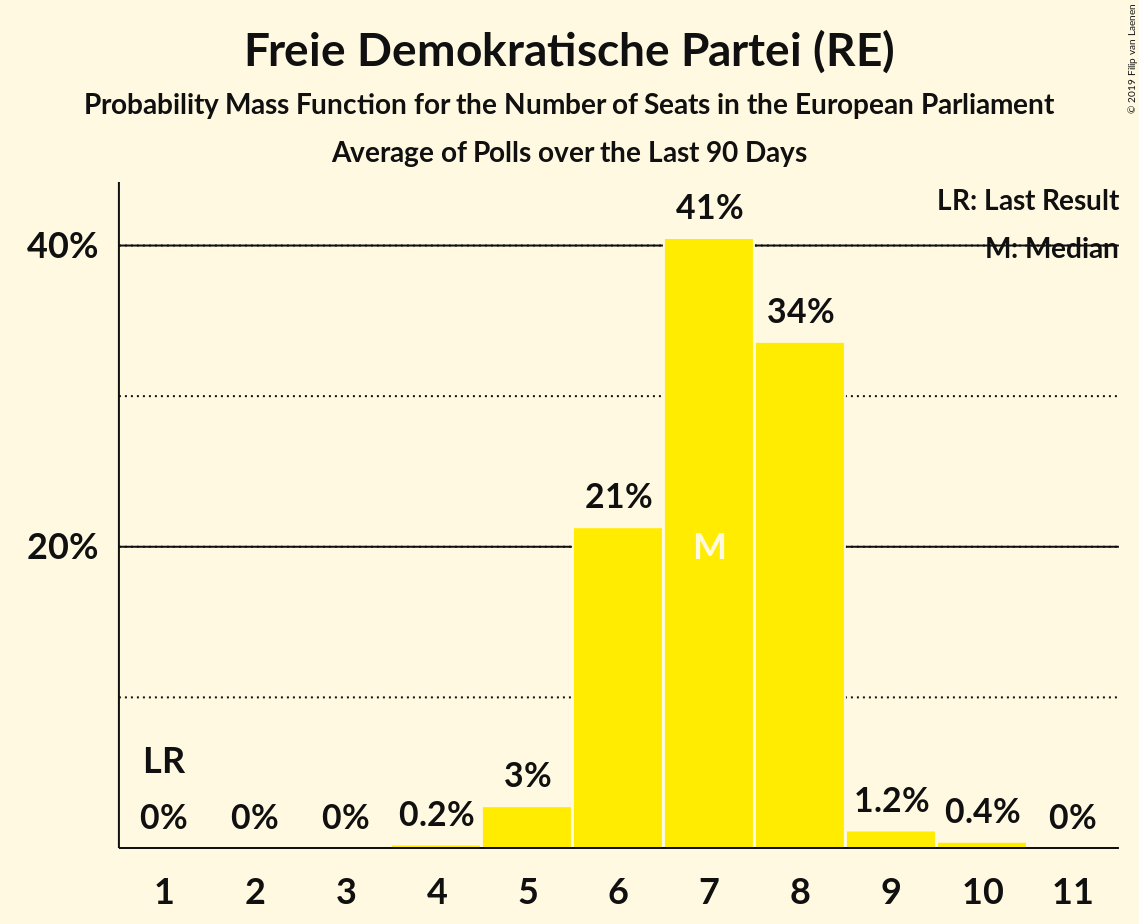 Freie Demokratische Partei (RE)
Probability Mass Function for the Number of Seats in the European Parliament
Average of Polls over the Last 90 Days
© 2019 Filip van Laenen
LR: Last Result
M: Median
40%
20%
LR
0%
0%
0%
0.2%
3%
21%
41%
M
34%
1.2%
0.4%
0%
1 2 3 4 5 6 7 8 9 10 11